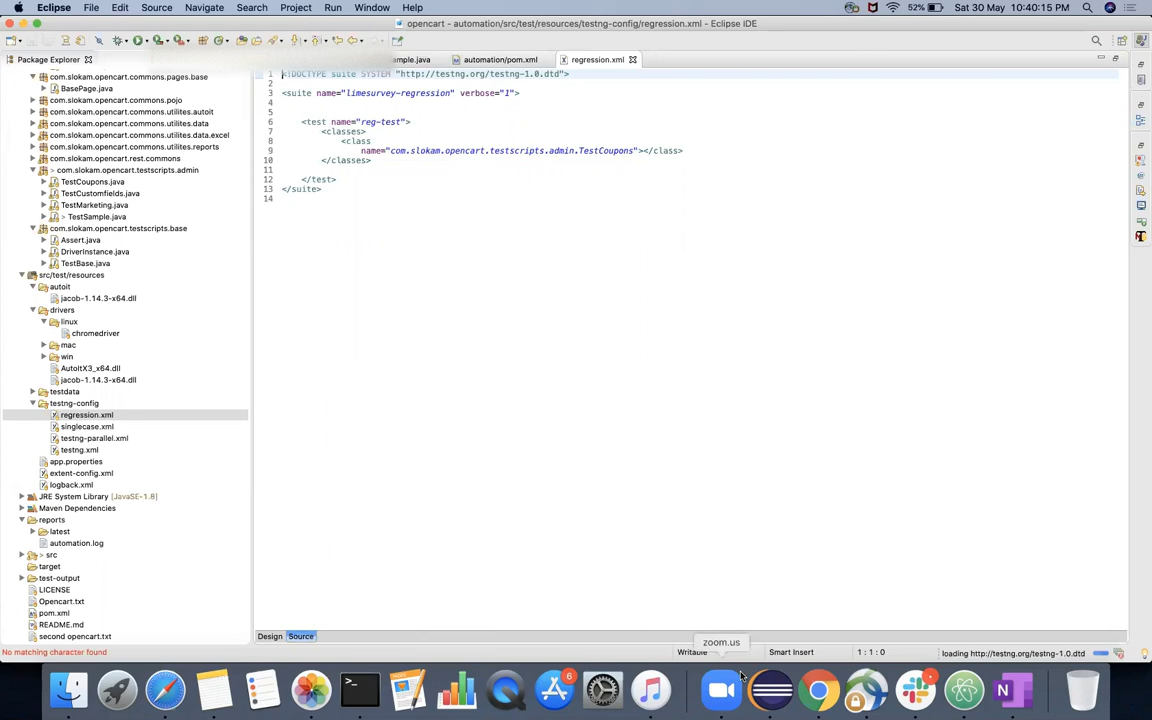 Eclipse File Edit Source Navigate Search Project Run Window Help 52% Sat 30 May 10:40:15 PM
opencart - automation/src/test/resources/testng-config/regression.xml - Eclipse IDE
Package Explorer ample.java automation/pom.xml regression.xml
com.slokam.opencart.commons.pages.base
BasePage.java
com.slokam.opencart.commons.pojo
com.slokam.opencart.commons.utilites.autoit
com.slokam.opencart.commons.utilites.data
com.slokam.opencart.commons.utilites.data.excel
com.slokam.opencart.commons.utilites.reports
com.slokam.opencart.rest.commons
> com.slokam.opencart.testscripts.admin
TestCoupons.java
TestCustomfields.java
TestMarketing.java
> TestSample.java
com.slokam.opencart.testscripts.base
Assert.java
DriverInstance.java
TestBase.java
src/test/resources
autoit
jacob-1.14.3-x64.dll
drivers
linux
chromedriver
mac
win
AutoItX3_x64.dll
jacob-1.14.3-x64.dll
testdata
testng-config
regression.xml
singlecase.xml
testng-parallel.xml
testng.xml
app.properties
extent-config.xml
logback.xml
JRE System Library [JavaSE-1.8]
Maven Dependencies
reports
latest
automation.log
> src
target
test-output
LICENSE
Opencart.txt
pom.xml
README.md
second opencart.txt
1 <!DOCTYPE suite SYSTEM "http://testng.org/testng-1.0.dtd">
2
3 <suite name="limesurvey-regression" verbose="1">
4
5
6 <test name="reg-test">
7 <classes>
8 <class
9 name="com.slokam.opencart.testscripts.admin.TestCoupons"></class>
10 </classes>
11
12 </test>
13 </suite>
14
Design Source
zoom.us
No matching character found Writable Smart Insert 1 : 1 : 0 loading http://testng.org/testng-1.0.dtd
6